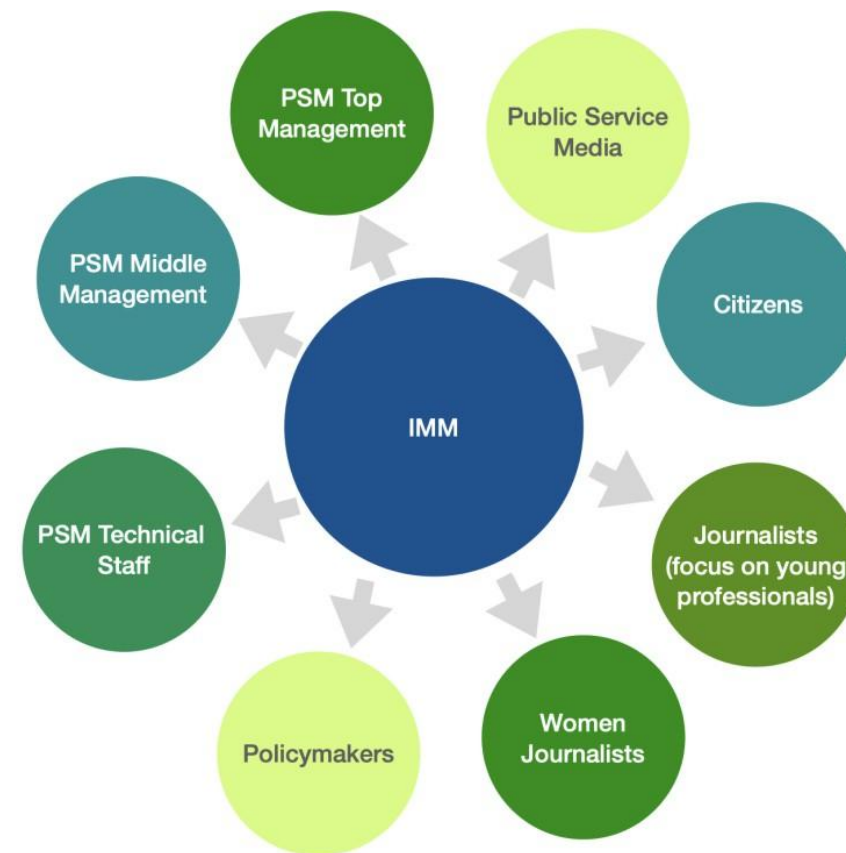 PSM Top
Management
Public Service
Media
PSM Middle
Management
Citizens
IMM
PSM Technical
Staff
Journalists
(focus on young
professionals)
Policymakers
Women
Journalists